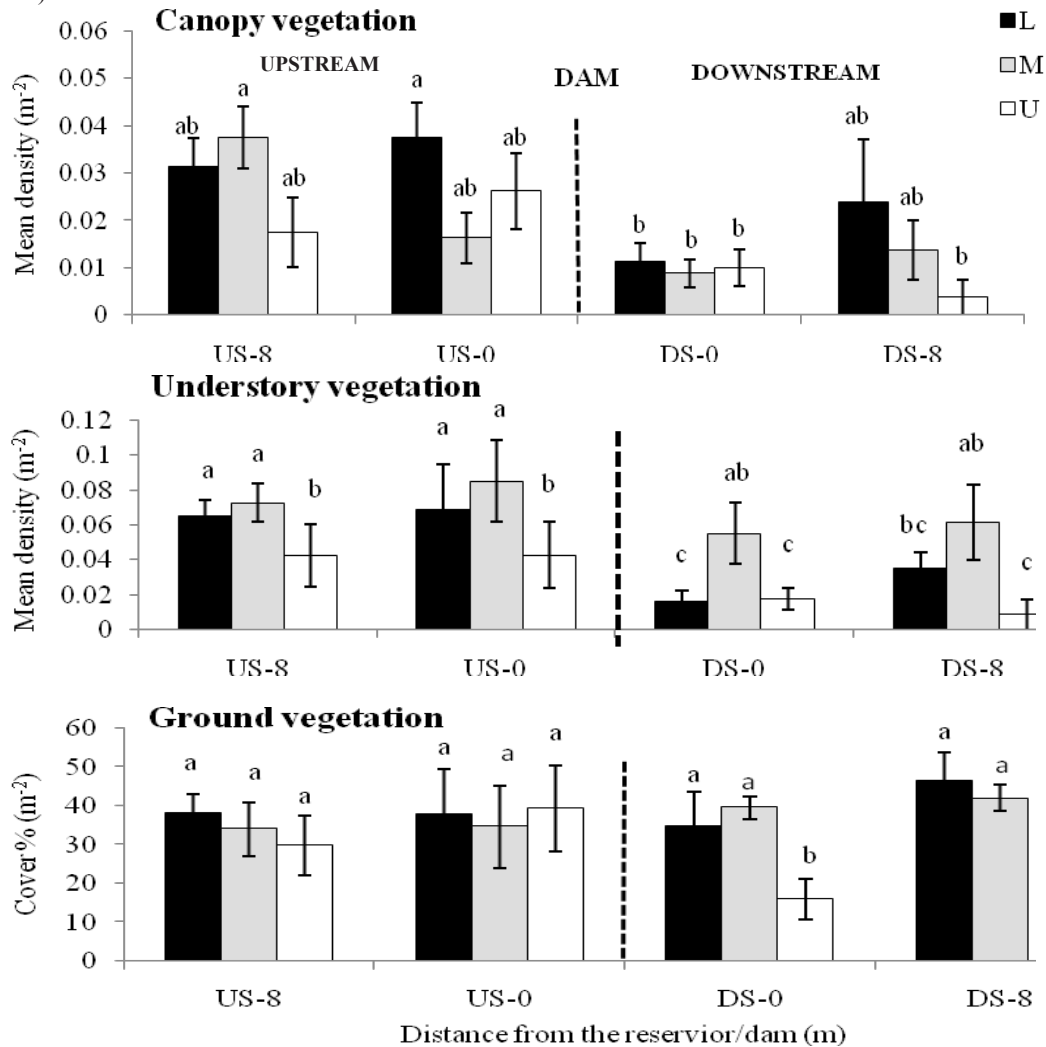 )
Canopy vegetation
L
M
U
UPSTREAM
DAM
DOWNSTREAM
Mean density (m⁻²)
0.06
0.05
0.04
0.03
0.02
0.01
0
ab a ab a ab ab b b b ab ab b
US-8 US-0 DS-0 DS-8
Understory vegetation
Mean density (m⁻²)
0.12
0.1
0.08
0.06
0.04
0.02
0
a a b a a b c ab c bc ab c
US-8 US-0 DS-0 DS-8
Ground vegetation
Cover% (m⁻²)
60
50
40
30
20
10
0
a a a a a a a a b a a
US-8 US-0 DS-0 DS-8
Distance from the reservior/dam (m)